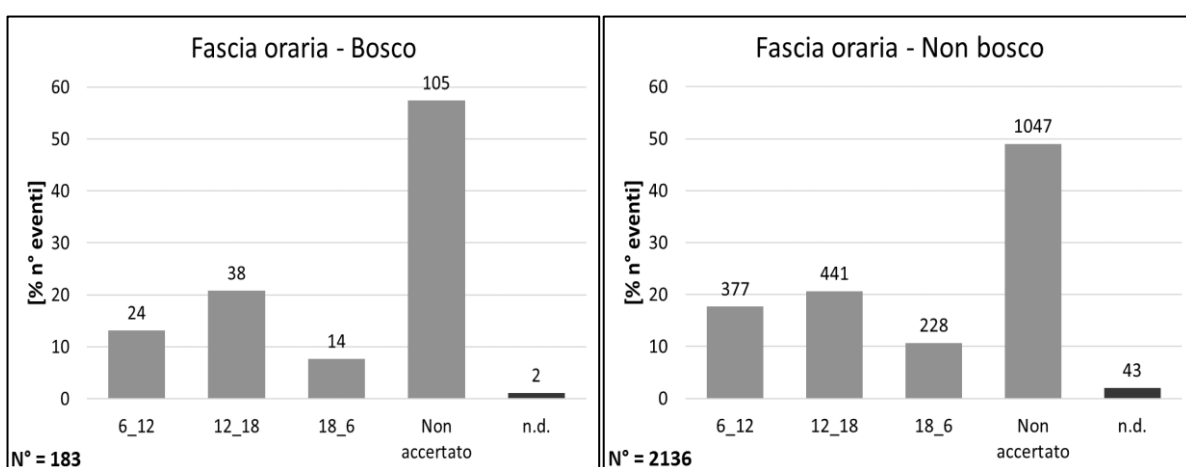 Fascia oraria - Bosco
[% n° eventi]
60
50
40
30
20
10
0
24
38
14
105
2
6_12
12_18
18_6
Non
accertato
n.d.
N° = 183
Fascia oraria - Non bosco
[% n° eventi]
60
50
40
30
20
10
0
377
441
228
1047
43
6_12
12_18
18_6
Non
accertato
n.d.
N° = 2136